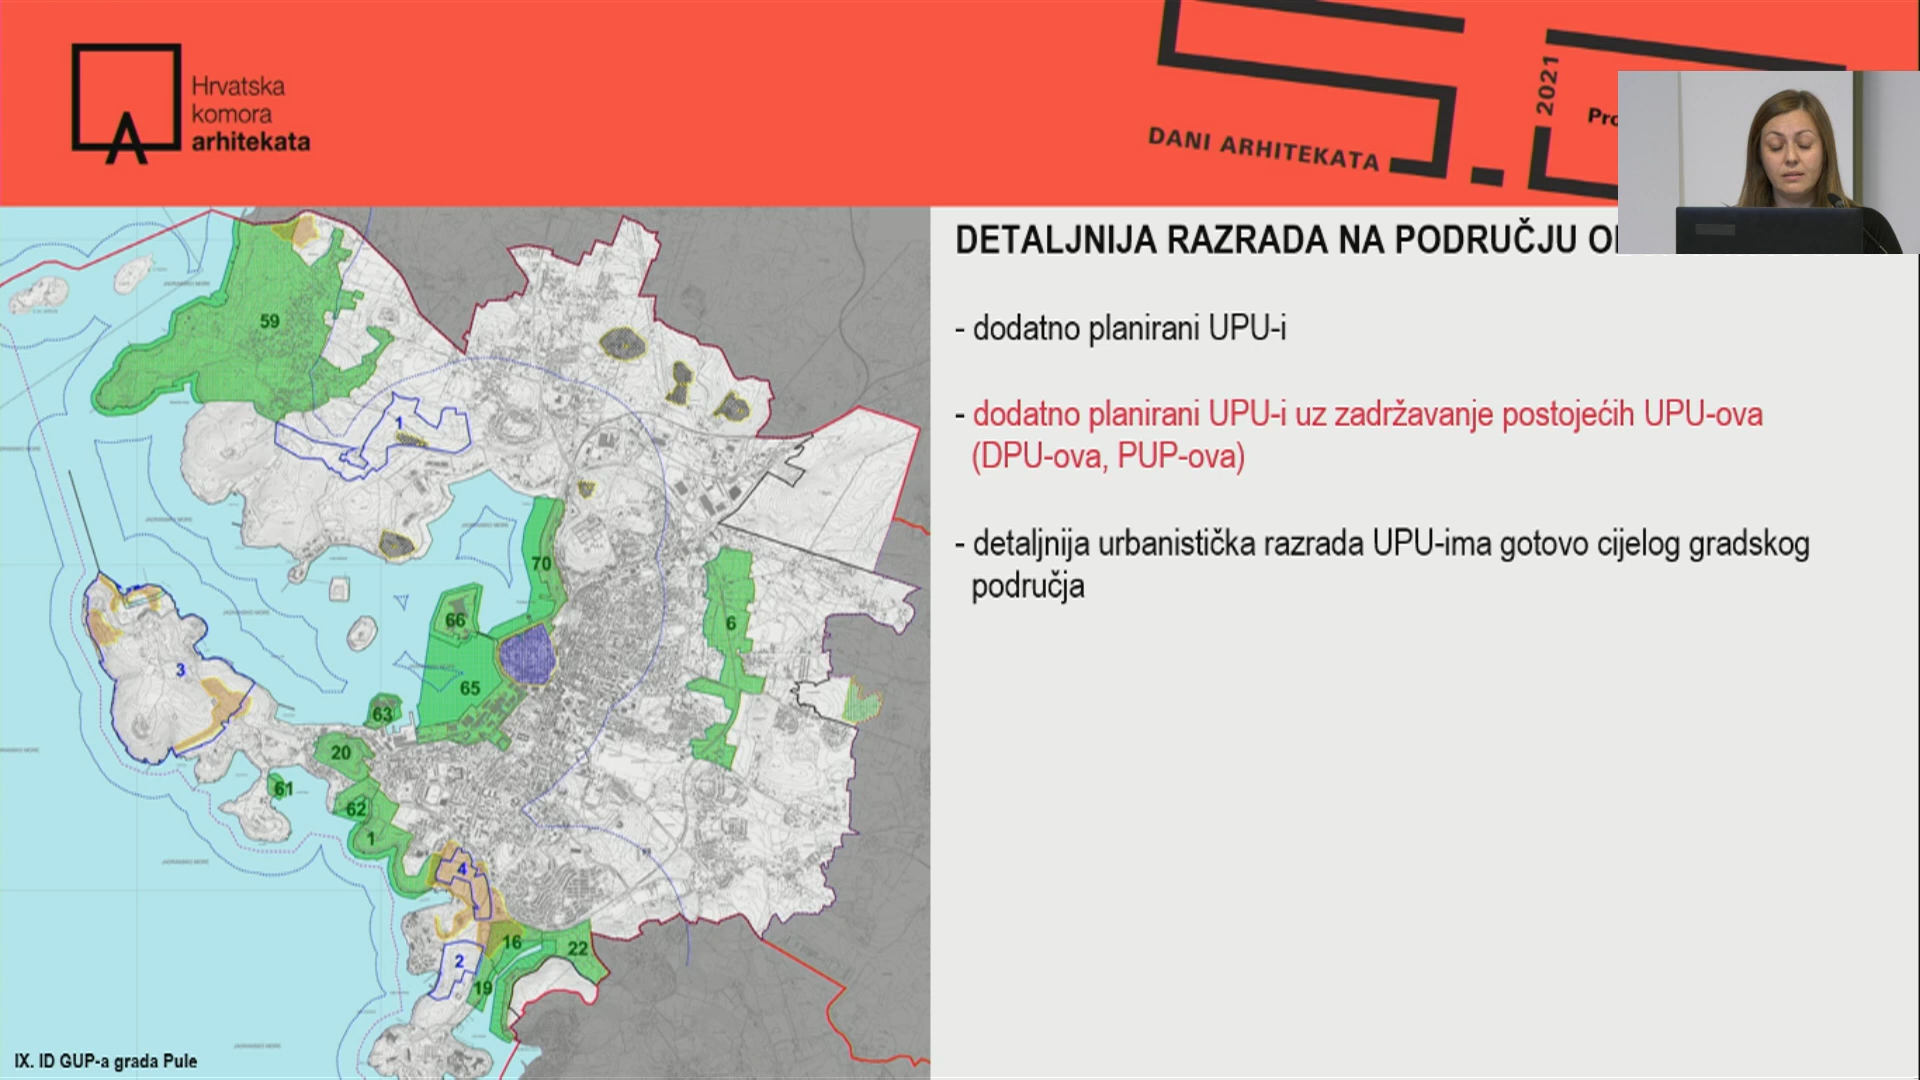 Hrvatska
komora
arhitekata
DANI ARHITEKATA
2021
DETALJNIJA RAZRADA NA PODRUČJU
- dodatno planirani UPU-i
- dodatno planirani UPU-i uz zadržavanje postojećih UPU-ova
(DPU-ova, PUP-ova)
- detaljnija urbanistička razrada UPU-ima gotovo cijelog gradskog
područja
59
1
70
66
6
3
65
63
20
61
62
1
4
16
22
2
19
IX. ID GUP-a grada Pule